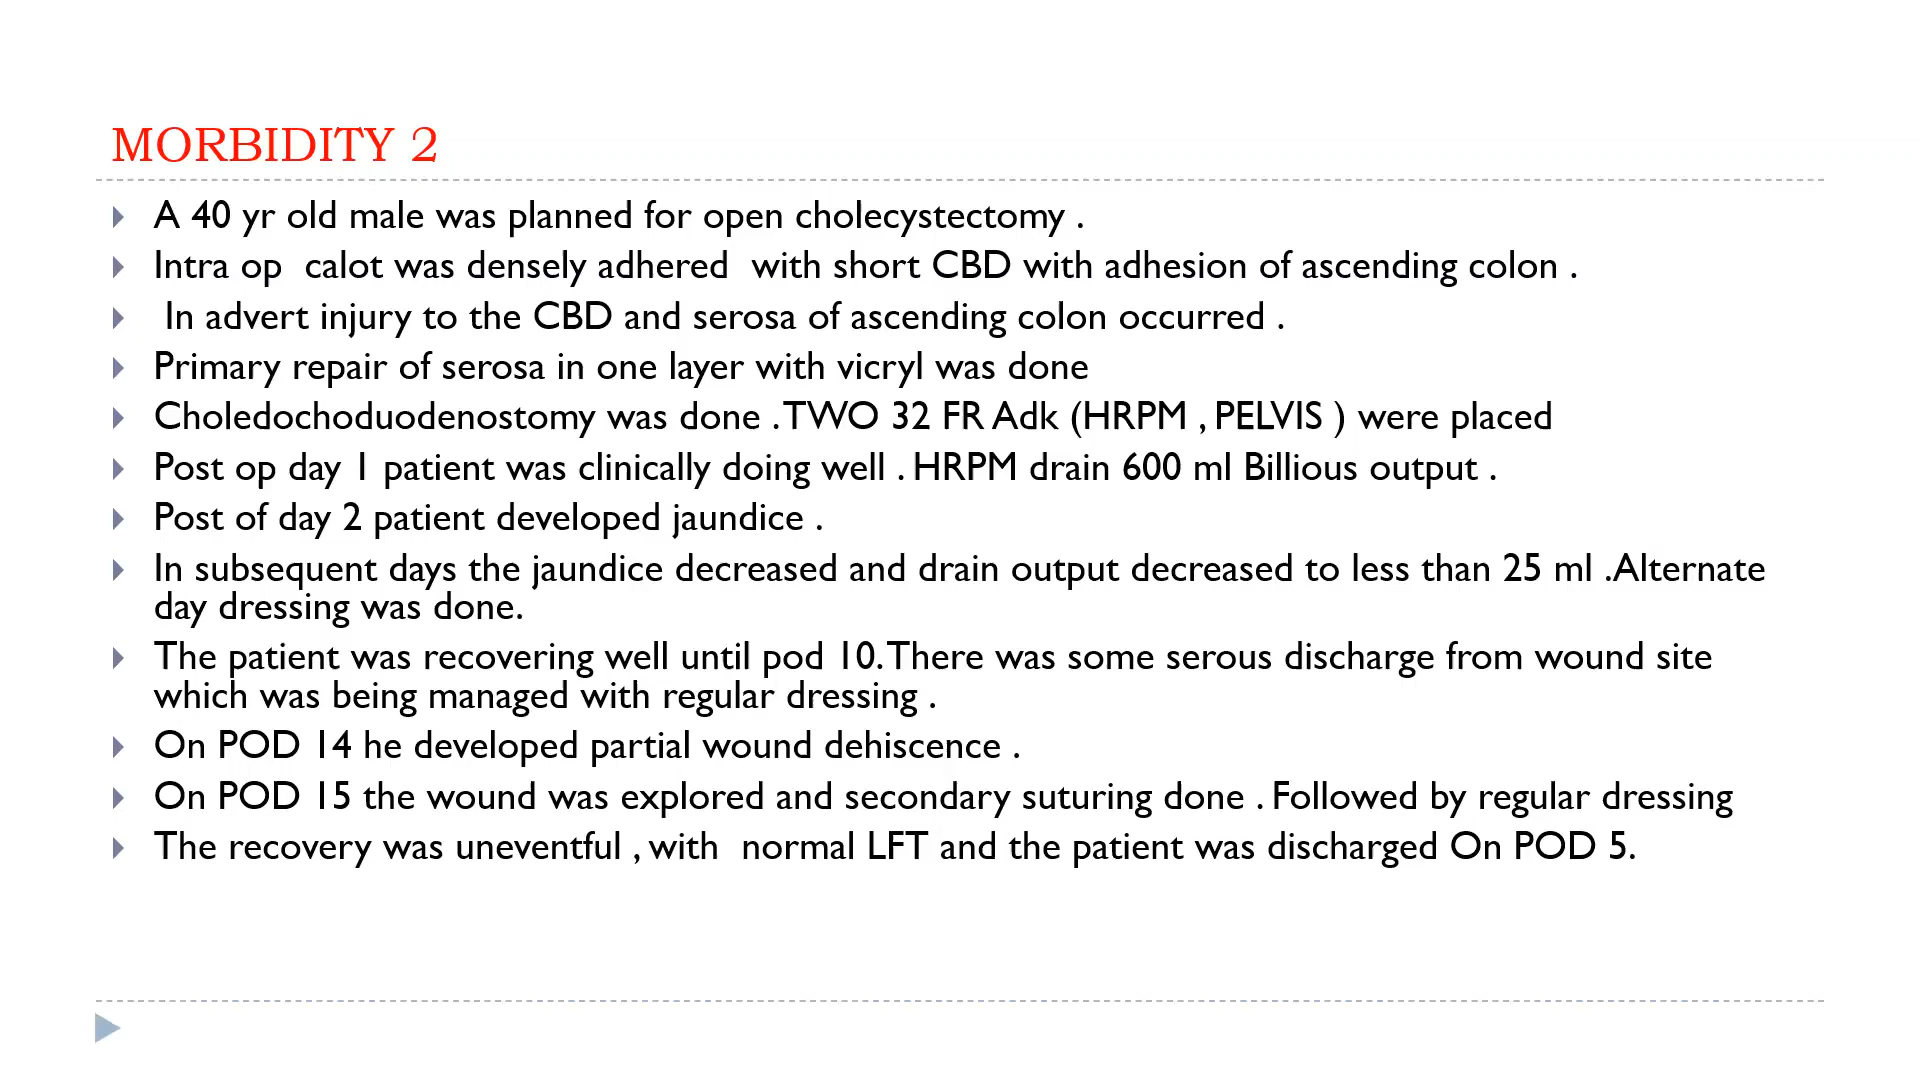 MORBIDITY 2
A 40 yr old male was planned for open cholecystectomy .
Intra op  calot was densely adhered  with short CBD with adhesion of ascending colon .
In advert injury to the CBD and serosa of ascending colon occurred .
Primary repair of serosa in one layer with vicryl was done
Choledochoduodenostomy was done . TWO 32 FR Adk (HRPM , PELVIS ) were placed
Post op day 1 patient was clinically doing well . HRPM drain 600 ml Billious output .
Post of day 2 patient developed jaundice .
In subsequent days the jaundice decreased and drain output decreased to less than 25 ml .Alternate
day dressing was done.
The patient was recovering well until pod 10. There was some serous discharge from wound site
which was being managed with regular dressing .
On POD 14 he developed partial wound dehiscence .
On POD 15 the wound was explored and secondary suturing done . Followed by regular dressing
The recovery was uneventful , with  normal LFT and the patient was discharged On POD 5.